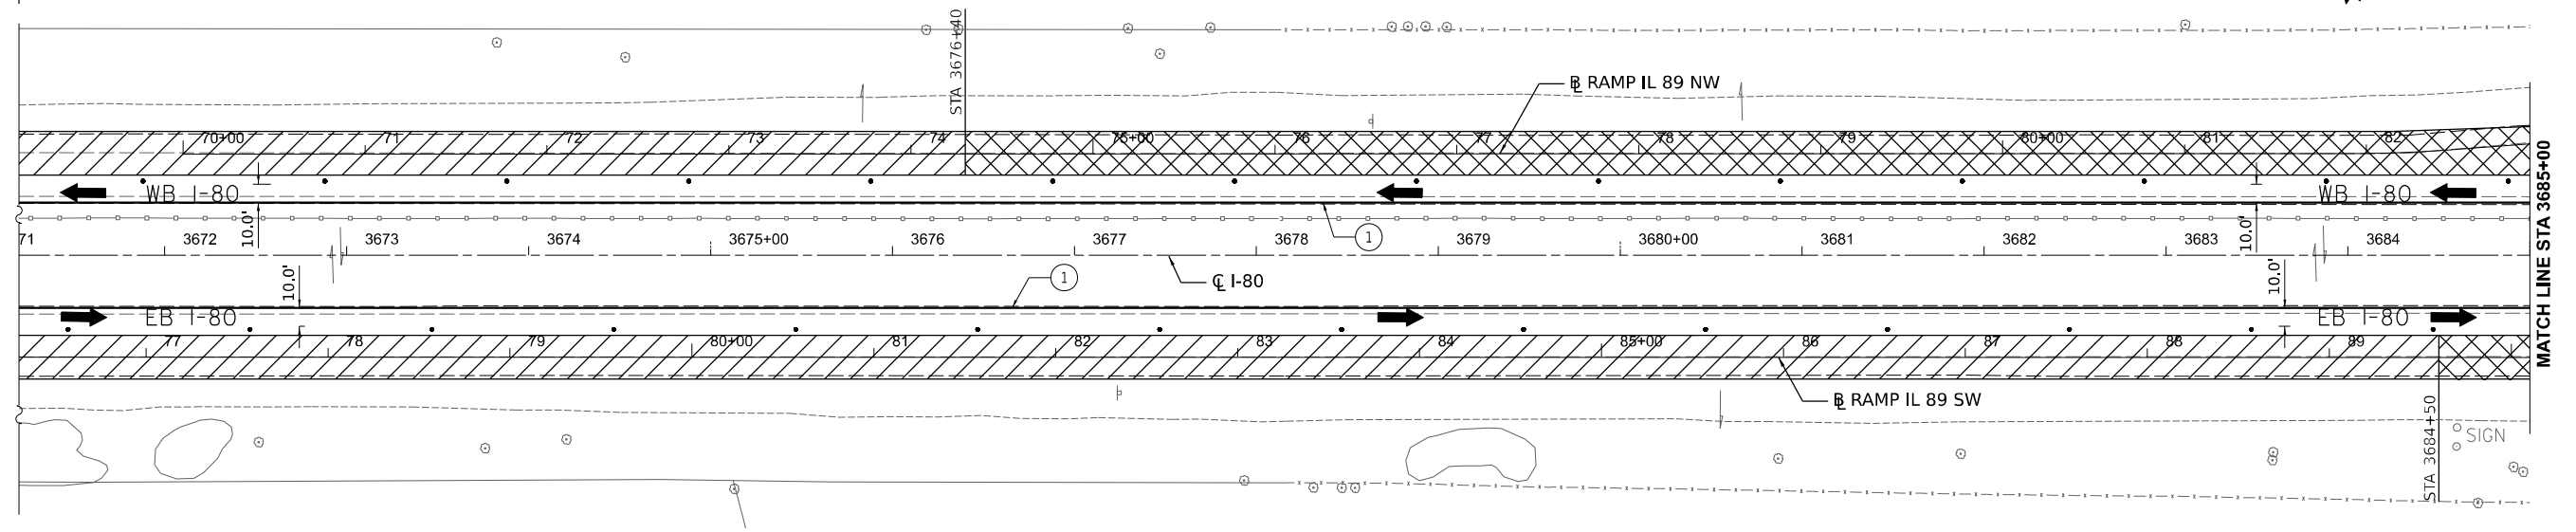 STA 3676+40
℄ RAMP IL 89 NW
70+00 71 72 73 74 75+00 76 77 78 79 80+00 81 82
WB I-80
WB I-80
10.0'
10.0'
1
71 3672 3673 3674 3675+00 3676 3677 3678 3679 3680+00 3681 3682 3683 3684
MATCH LINE STA 3685+00
10.0'
1
℄ I-80
10.0'
EB I-80
EB I-80
77 78 79 80+00 81 82 83 84 85+00 86 87 88 89
℄ RAMP IL 89 SW
STA 3684+50
SIGN